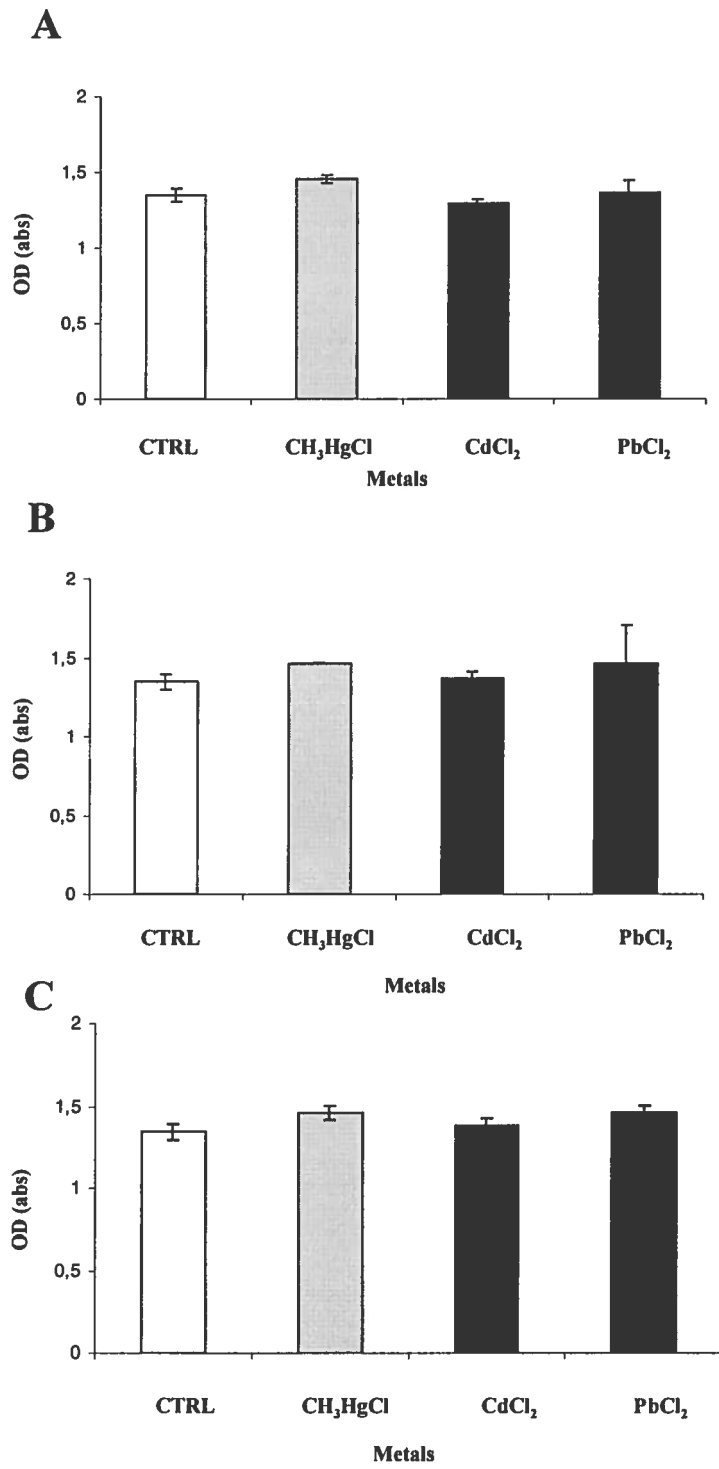 A
2
1,5
1
0,5
0
OD (abs)
CTRL CH₃HgCl CdCl₂ PbCl₂
Metals
B
2
1,5
1
0,5
0
OD (abs)
CTRL CH₃HgCl CdCl₂ PbCl₂
Metals
C
2
1,5
1
0,5
0
OD (abs)
CTRL CH₃HgCl CdCl₂ PbCl₂
Metals